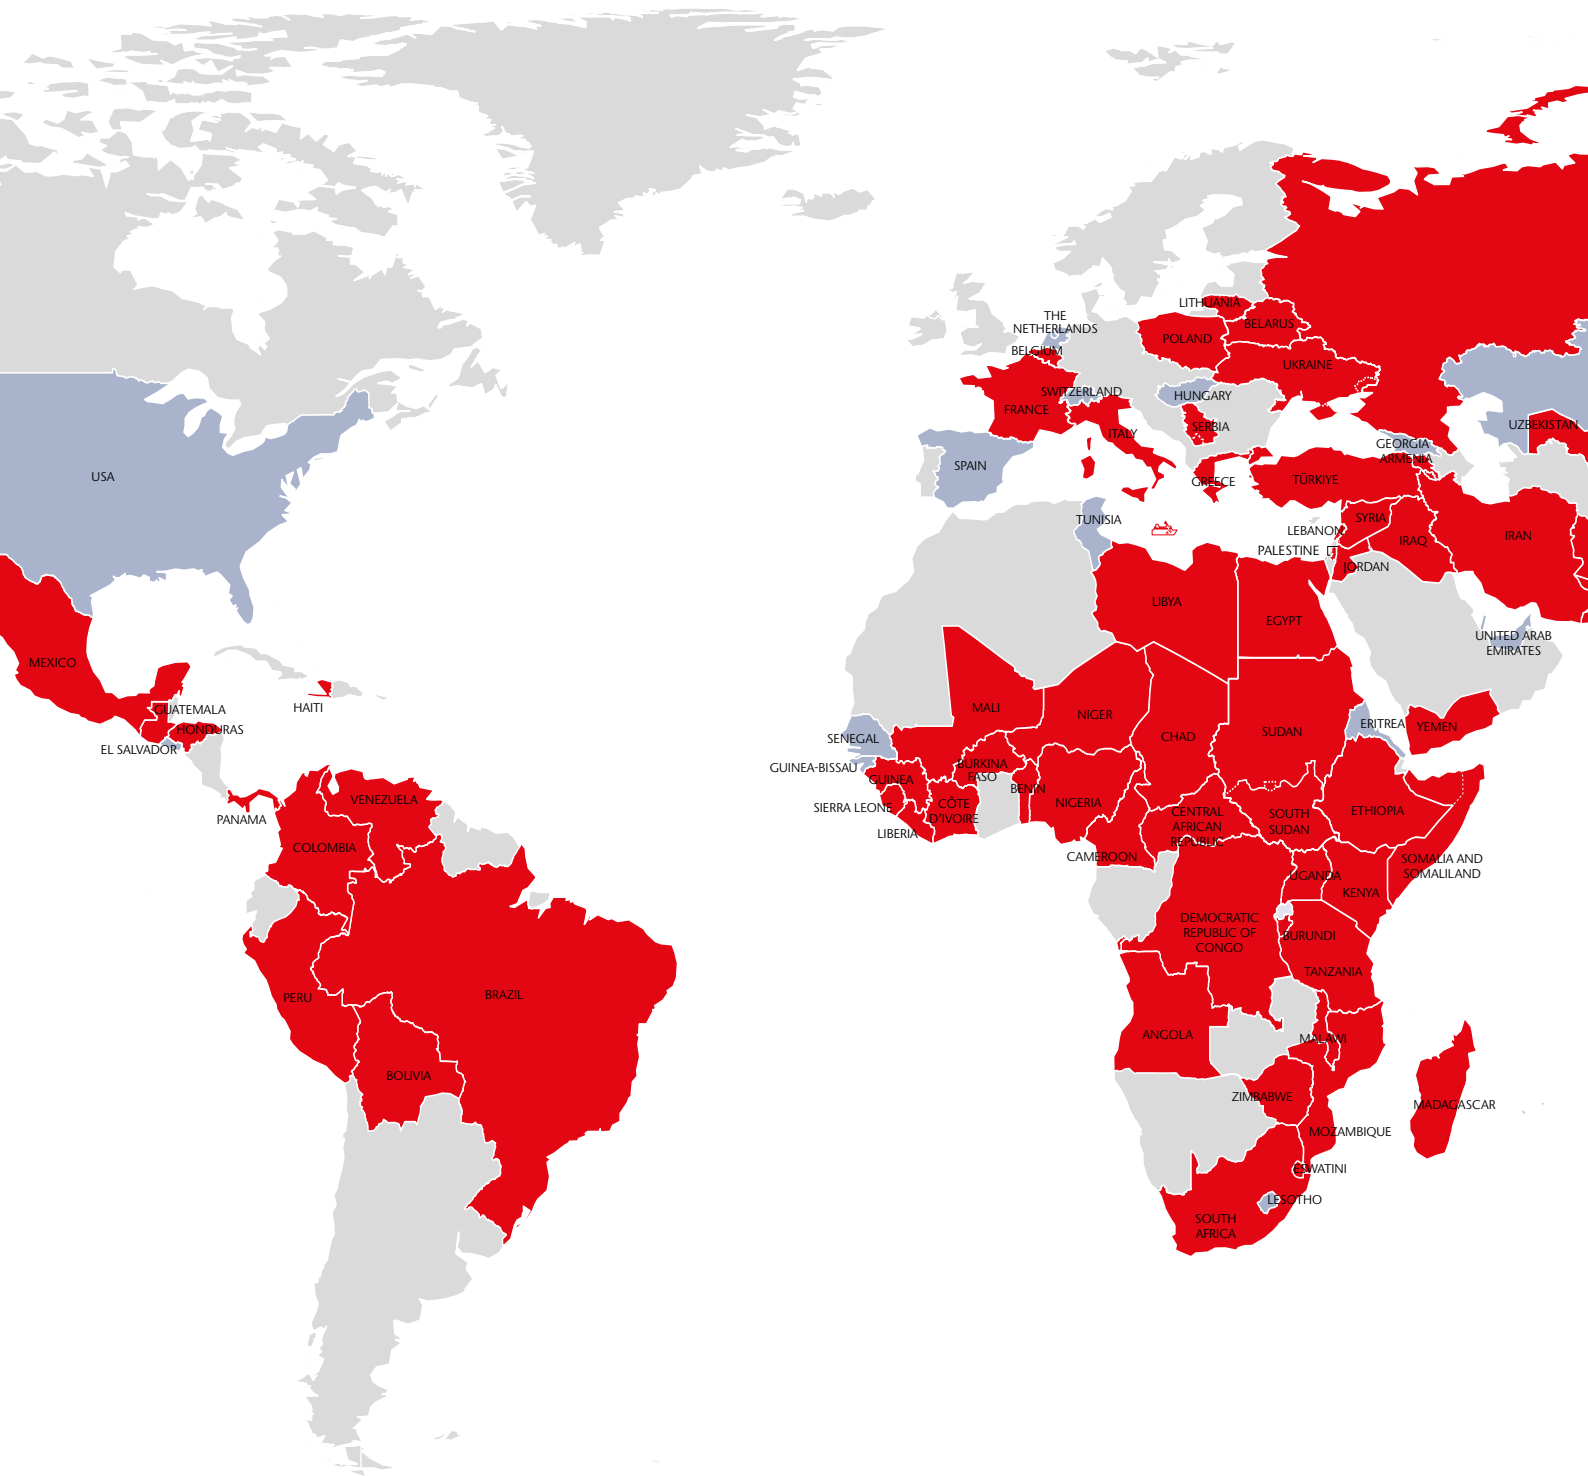 LITHUANIA
THE
NETHERLANDS
BELARUS
POLAND
BELGIUM
UKRAINE
SWITZERLAND
HUNGARY
FRANCE
SERBIA
UZBEKISTAN
ITALY
GEORGIA
ARMENIA
SPAIN
USA
GREECE
TÜRKIYE
TUNISIA
SYRIA
LEBANON
IRAQ
IRAN
PALESTINE
JORDAN
LIBYA
EGYPT
UNITED ARAB
EMIRATES
MEXICO
GUATEMALA
HAITI
HONDURAS
EL SALVADOR
MALI
NIGER
CHAD
SUDAN
ERITREA
YEMEN
SENEGAL
GUINEA-BISSAU
GUINEA
BURKINA
FASO
BENIN
SIERRA LEONE
CÔTE
D'IVOIRE
NIGERIA
LIBERIA
CENTRAL
AFRICAN
REPUBLIC
SOUTH
SUDAN
ETHIOPIA
VENEZUELA
PANAMA
COLOMBIA
CAMEROON
SOMALIA AND
SOMALILAND
UGANDA
KENYA
DEMOCRATIC
REPUBLIC OF
CONGO
BURUNDI
TANZANIA
PERU
BRAZIL
ANGOLA
MALAWI
BOLIVIA
ZIMBABWE
MADAGASCAR
MOZAMBIQUE
ESWATINI
LESOTHO
SOUTH
AFRICA